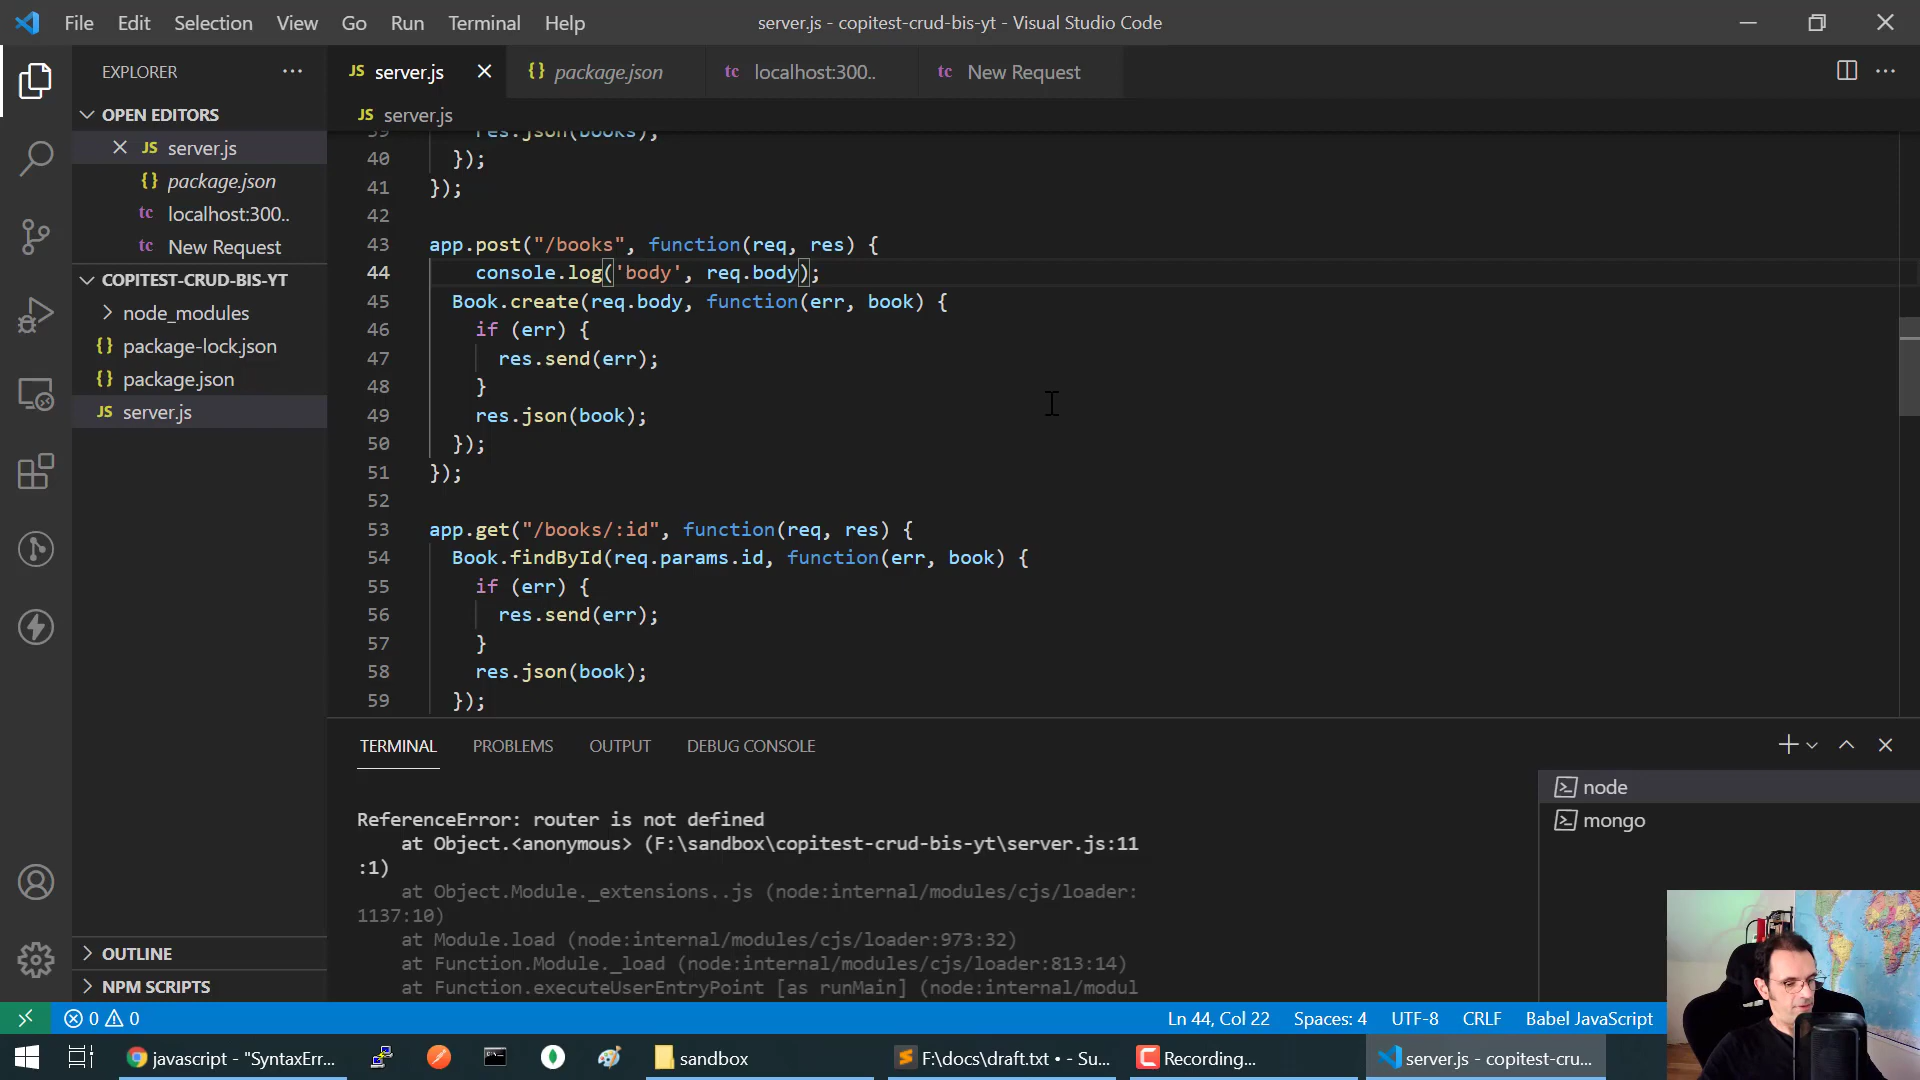 File Edit Selection View Go Run Terminal Help
server.js - copitest-crud-bis-yt - Visual Studio Code
EXPLORER
JS server.js
{} package.json
tc localhost:300..
tc New Request
OPEN EDITORS
JS server.js
{} package.json
tc localhost:300..
tc New Request
COPITEST-CRUD-BIS-YT
node_modules
{} package-lock.json
{} package.json
JS server.js
OUTLINE
NPM SCRIPTS
JS server.js
39 res.json(books);
40 });
41 });
42
43 app.post("/books", function(req, res) {
44 console.log('body', req.body);
45 Book.create(req.body, function(err, book) {
46 if (err) {
47 res.send(err);
48 }
49 res.json(book);
50 });
51 });
52
53 app.get("/books/:id", function(req, res) {
54 Book.findById(req.params.id, function(err, book) {
55 if (err) {
56 res.send(err);
57 }
58 res.json(book);
59 });
TERMINAL PROBLEMS OUTPUT DEBUG CONSOLE
ReferenceError: router is not defined
at Object.<anonymous> (F:\sandbox\copitest-crud-bis-yt\server.js:11
:1)
at Object.Module._extensions..js (node:internal/modules/cjs/loader:
1137:10)
at Module.load (node:internal/modules/cjs/loader:973:32)
at Function.Module._load (node:internal/modules/cjs/loader:813:14)
at Function.executeUserEntryPoint [as runMain] (node:internal/modul
node
mongo
0 0
Ln 44, Col 22 Spaces: 4 UTF-8 CRLF Babel JavaScript
javascript - "SyntaxErr...
sandbox
F:\docs\draft.txt • - Su...
Recording...
server.js - copitest-cru...